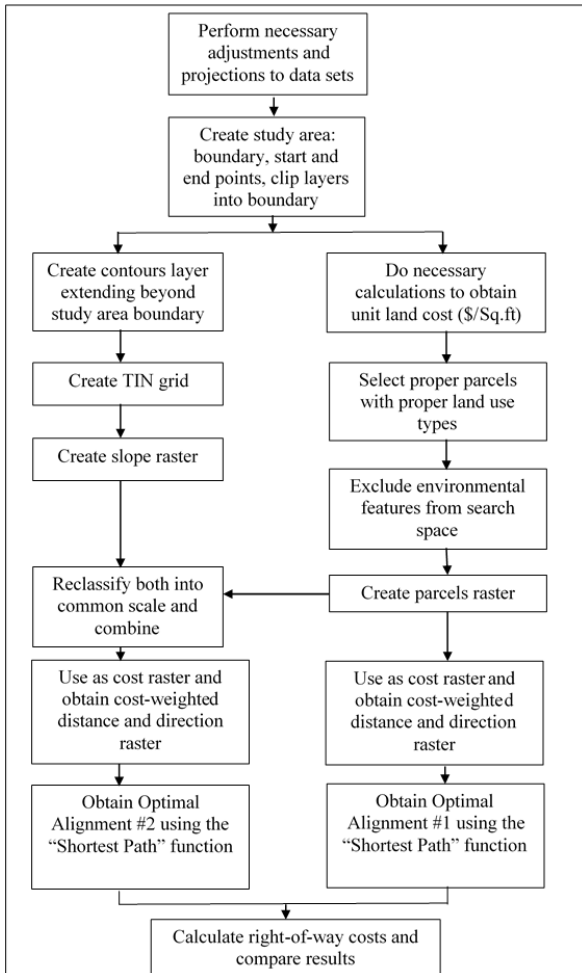 Perform necessary
adjustments and
projections to data sets
Create study area:
boundary, start and
end points, clip layers
into boundary
Create contours layer
extending beyond
study area boundary
Do necessary
calculations to obtain
unit land cost ($/Sq.ft)
Create TIN grid
Select proper parcels
with proper land use
types
Create slope raster
Exclude environmental
features from search
space
Reclassify both into
common scale and
combine
Create parcels raster
Use as cost raster and
obtain cost-weighted
distance and direction
raster
Use as cost raster and
obtain cost-weighted
distance and direction
raster
Obtain Optimal
Alignment #2 using the
“Shortest Path” function
Obtain Optimal
Alignment #1 using the
“Shortest Path” function
Calculate right-of-way costs and
compare results